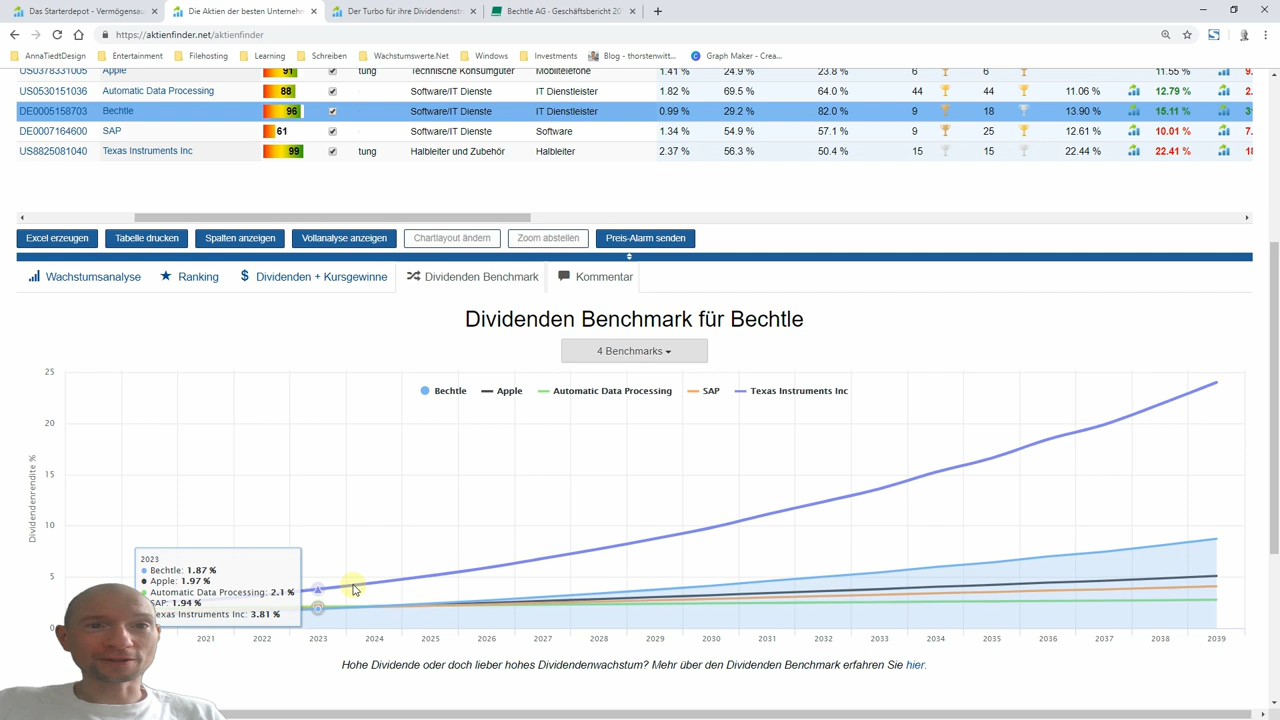 Das Starterdepot - Vermögensau
Die Aktien der besten Unternehm
Der Turbo für ihre Dividendenst
Bechtle AG - Geschäftsbericht 20
https://aktienfinder.net/aktienfinder
AnnaTiedtDesign
Entertainment
Filehosting
Learning
Schreiben
Wachstumswerte.Net
Windows
Investments
Blog - thorstenwitt...
Graph Maker - Crea...
US0378331005 Apple 91 tung Technische Konsumgüter Mobiltelefone 1.41 % 24.9 % 23.8 % 6 6 11.55 % 9.
US0530151036 Automatic Data Processing 88 Software/IT Dienste IT Dienstleister 1.82 % 69.5 % 64.0 % 44 44 11.06 % 12.79 % 2.
DE0005158703 Bechtle 96 Software/IT Dienste IT Dienstleister 0.99 % 29.2 % 82.0 % 9 18 13.90 % 15.11 % 3
DE0007164600 SAP 61 Software/IT Dienste Software 1.34 % 54.9 % 57.1 % 9 25 12.61 % 10.01 % 7.
US8825081040 Texas Instruments Inc 99 tung Halbleiter und Zubehör Halbleiter 2.37 % 56.3 % 50.4 % 15 15 22.44 % 22.41 % 18
Excel erzeugen
Tabelle drucken
Spalten anzeigen
Vollanalyse anzeigen
Chartlayout ändern
Zoom abstellen
Preis-Alarm senden
Wachstumsanalyse
Ranking
Dividenden + Kursgewinne
Dividenden Benchmark
Kommentar
Dividenden Benchmark für Bechtle
4 Benchmarks
Bechtle Apple Automatic Data Processing SAP Texas Instruments Inc
Dividendenrendite %
25
20
15
10
5
0
2023
Bechtle: 1.87 %
Apple: 1.97 %
Automatic Data Processing: 2.1 %
SAP: 1.94 %
Texas Instruments Inc: 3.81 %
2021 2022 2023 2024 2025 2026 2027 2028 2029 2030 2031 2032 2033 2034 2035 2036 2037 2038 2039
Hohe Dividende oder doch lieber hohes Dividendenwachstum? Mehr über den Dividenden Benchmark erfahren Sie hier.